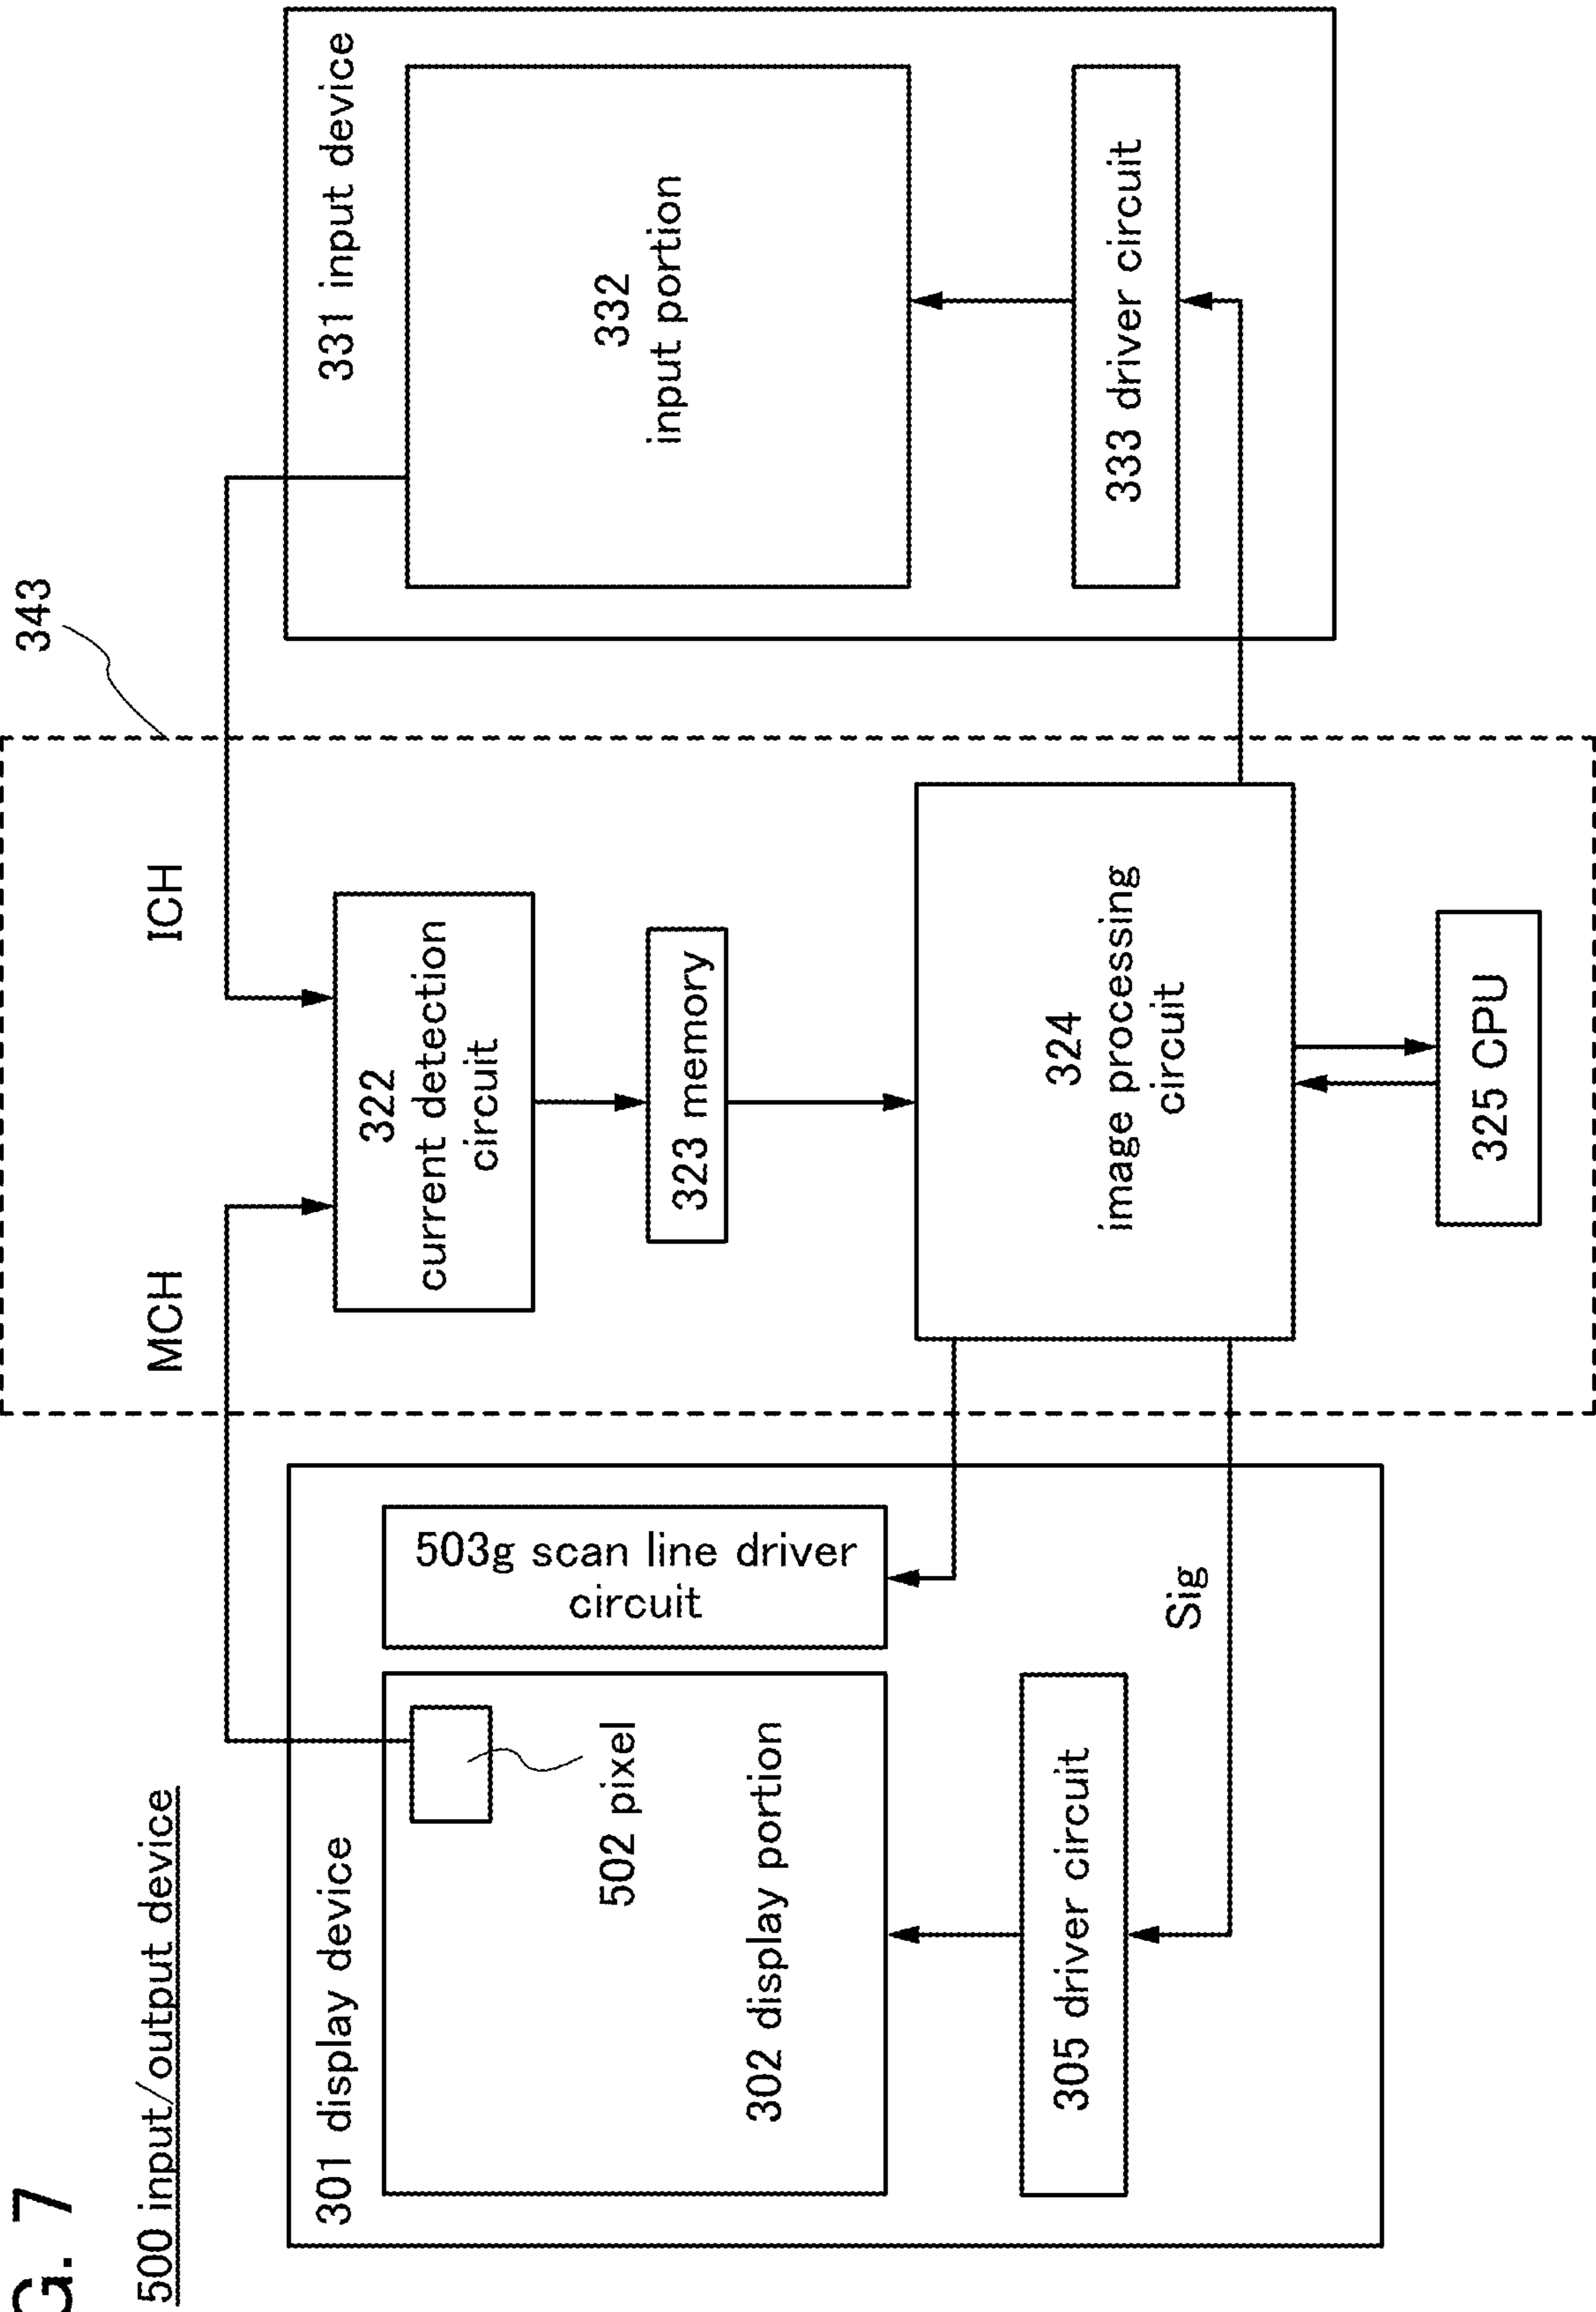 G. 7
500 input/output device
MCH
ICH
343
301 display device
502 pixel
302 display portion
503g scan line driver
circuit
305 driver circuit
Sig
322
current detection
circuit
323 memory
324
image processing
circuit
325 CPU
331 input device
332
input portion
333 driver circuit